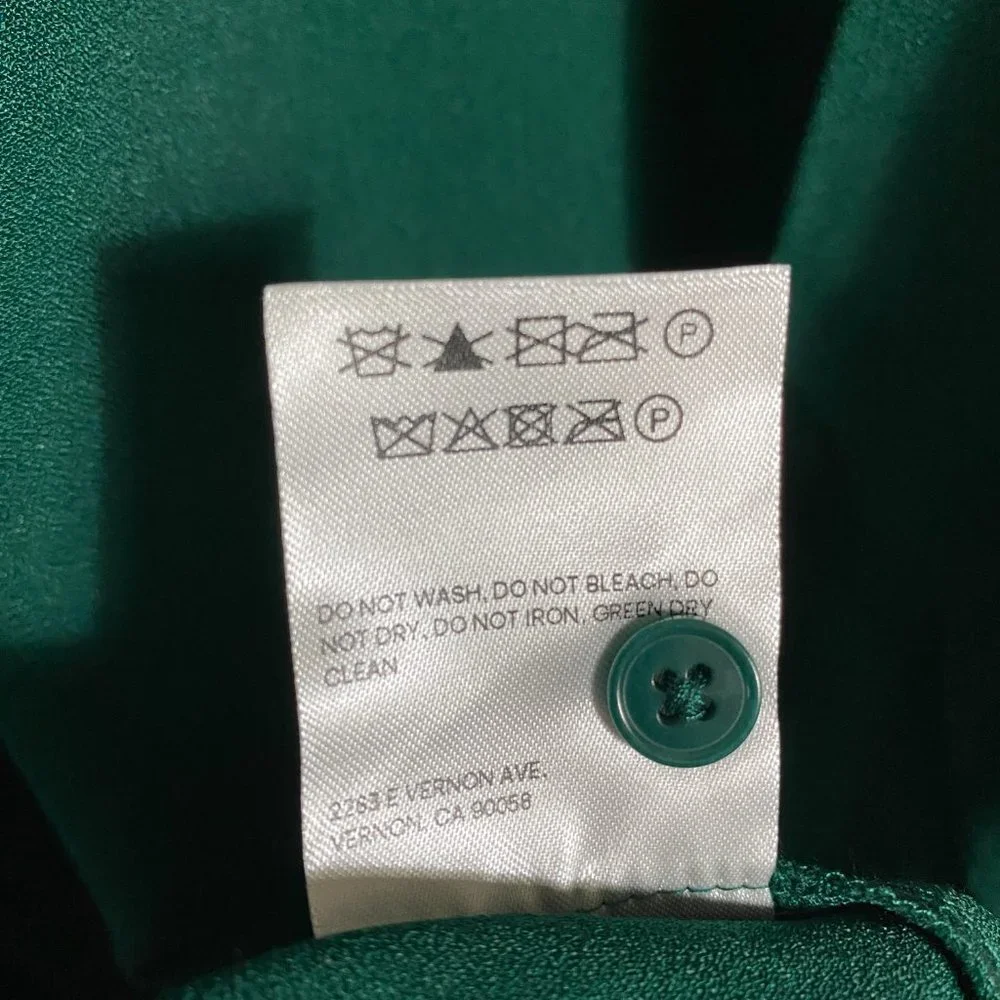 P
P
DO NOT WASH, DO NOT BLEACH, DO
NOT DRY, DO NOT IRON, GREEN DRY
CLEAN
2263 E VERNON AVE.
VERNON, CA 90058